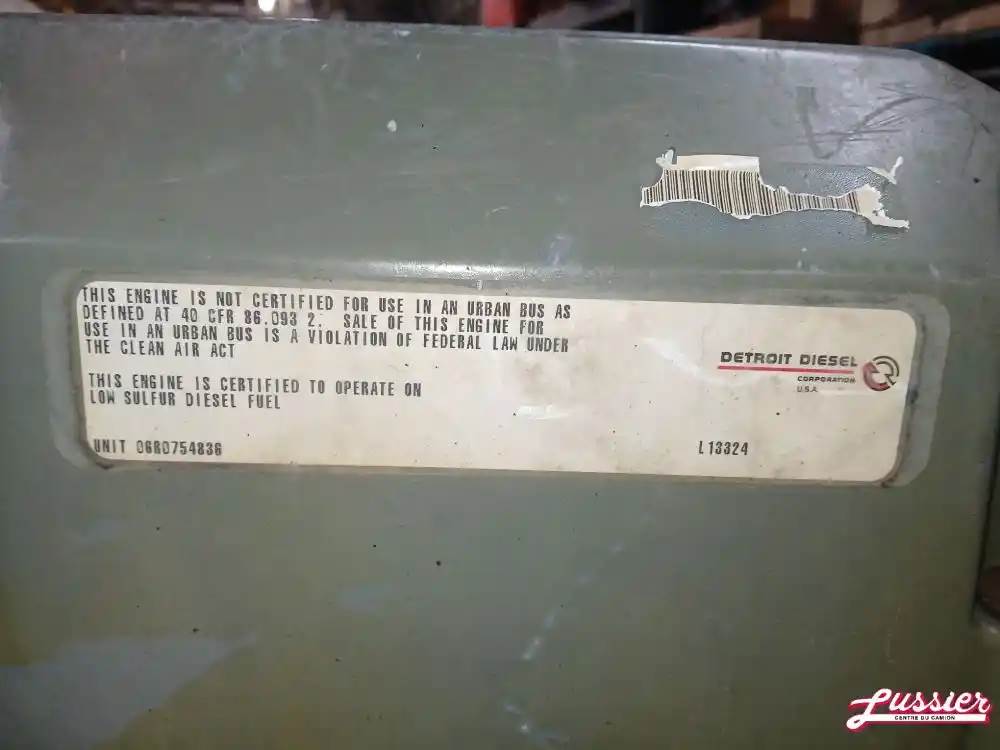 THIS ENGINE IS NOT CERTIFIED FOR USE IN AN URBAN BUS AS
DEFINED AT 40 CFR 86.093 2. SALE OF THIS ENGINE FOR
USE IN AN URBAN BUS IS A VIOLATION OF FEDERAL LAW UNDER
THE CLEAN AIR ACT
THIS ENGINE IS CERTIFIED TO OPERATE ON
LOW SULFUR DIESEL FUEL
DETROIT DIESEL
CORPORATION
U.S.A.
UNIT 06R0754836
L13324
Lussier
CENTRE DU CAMION